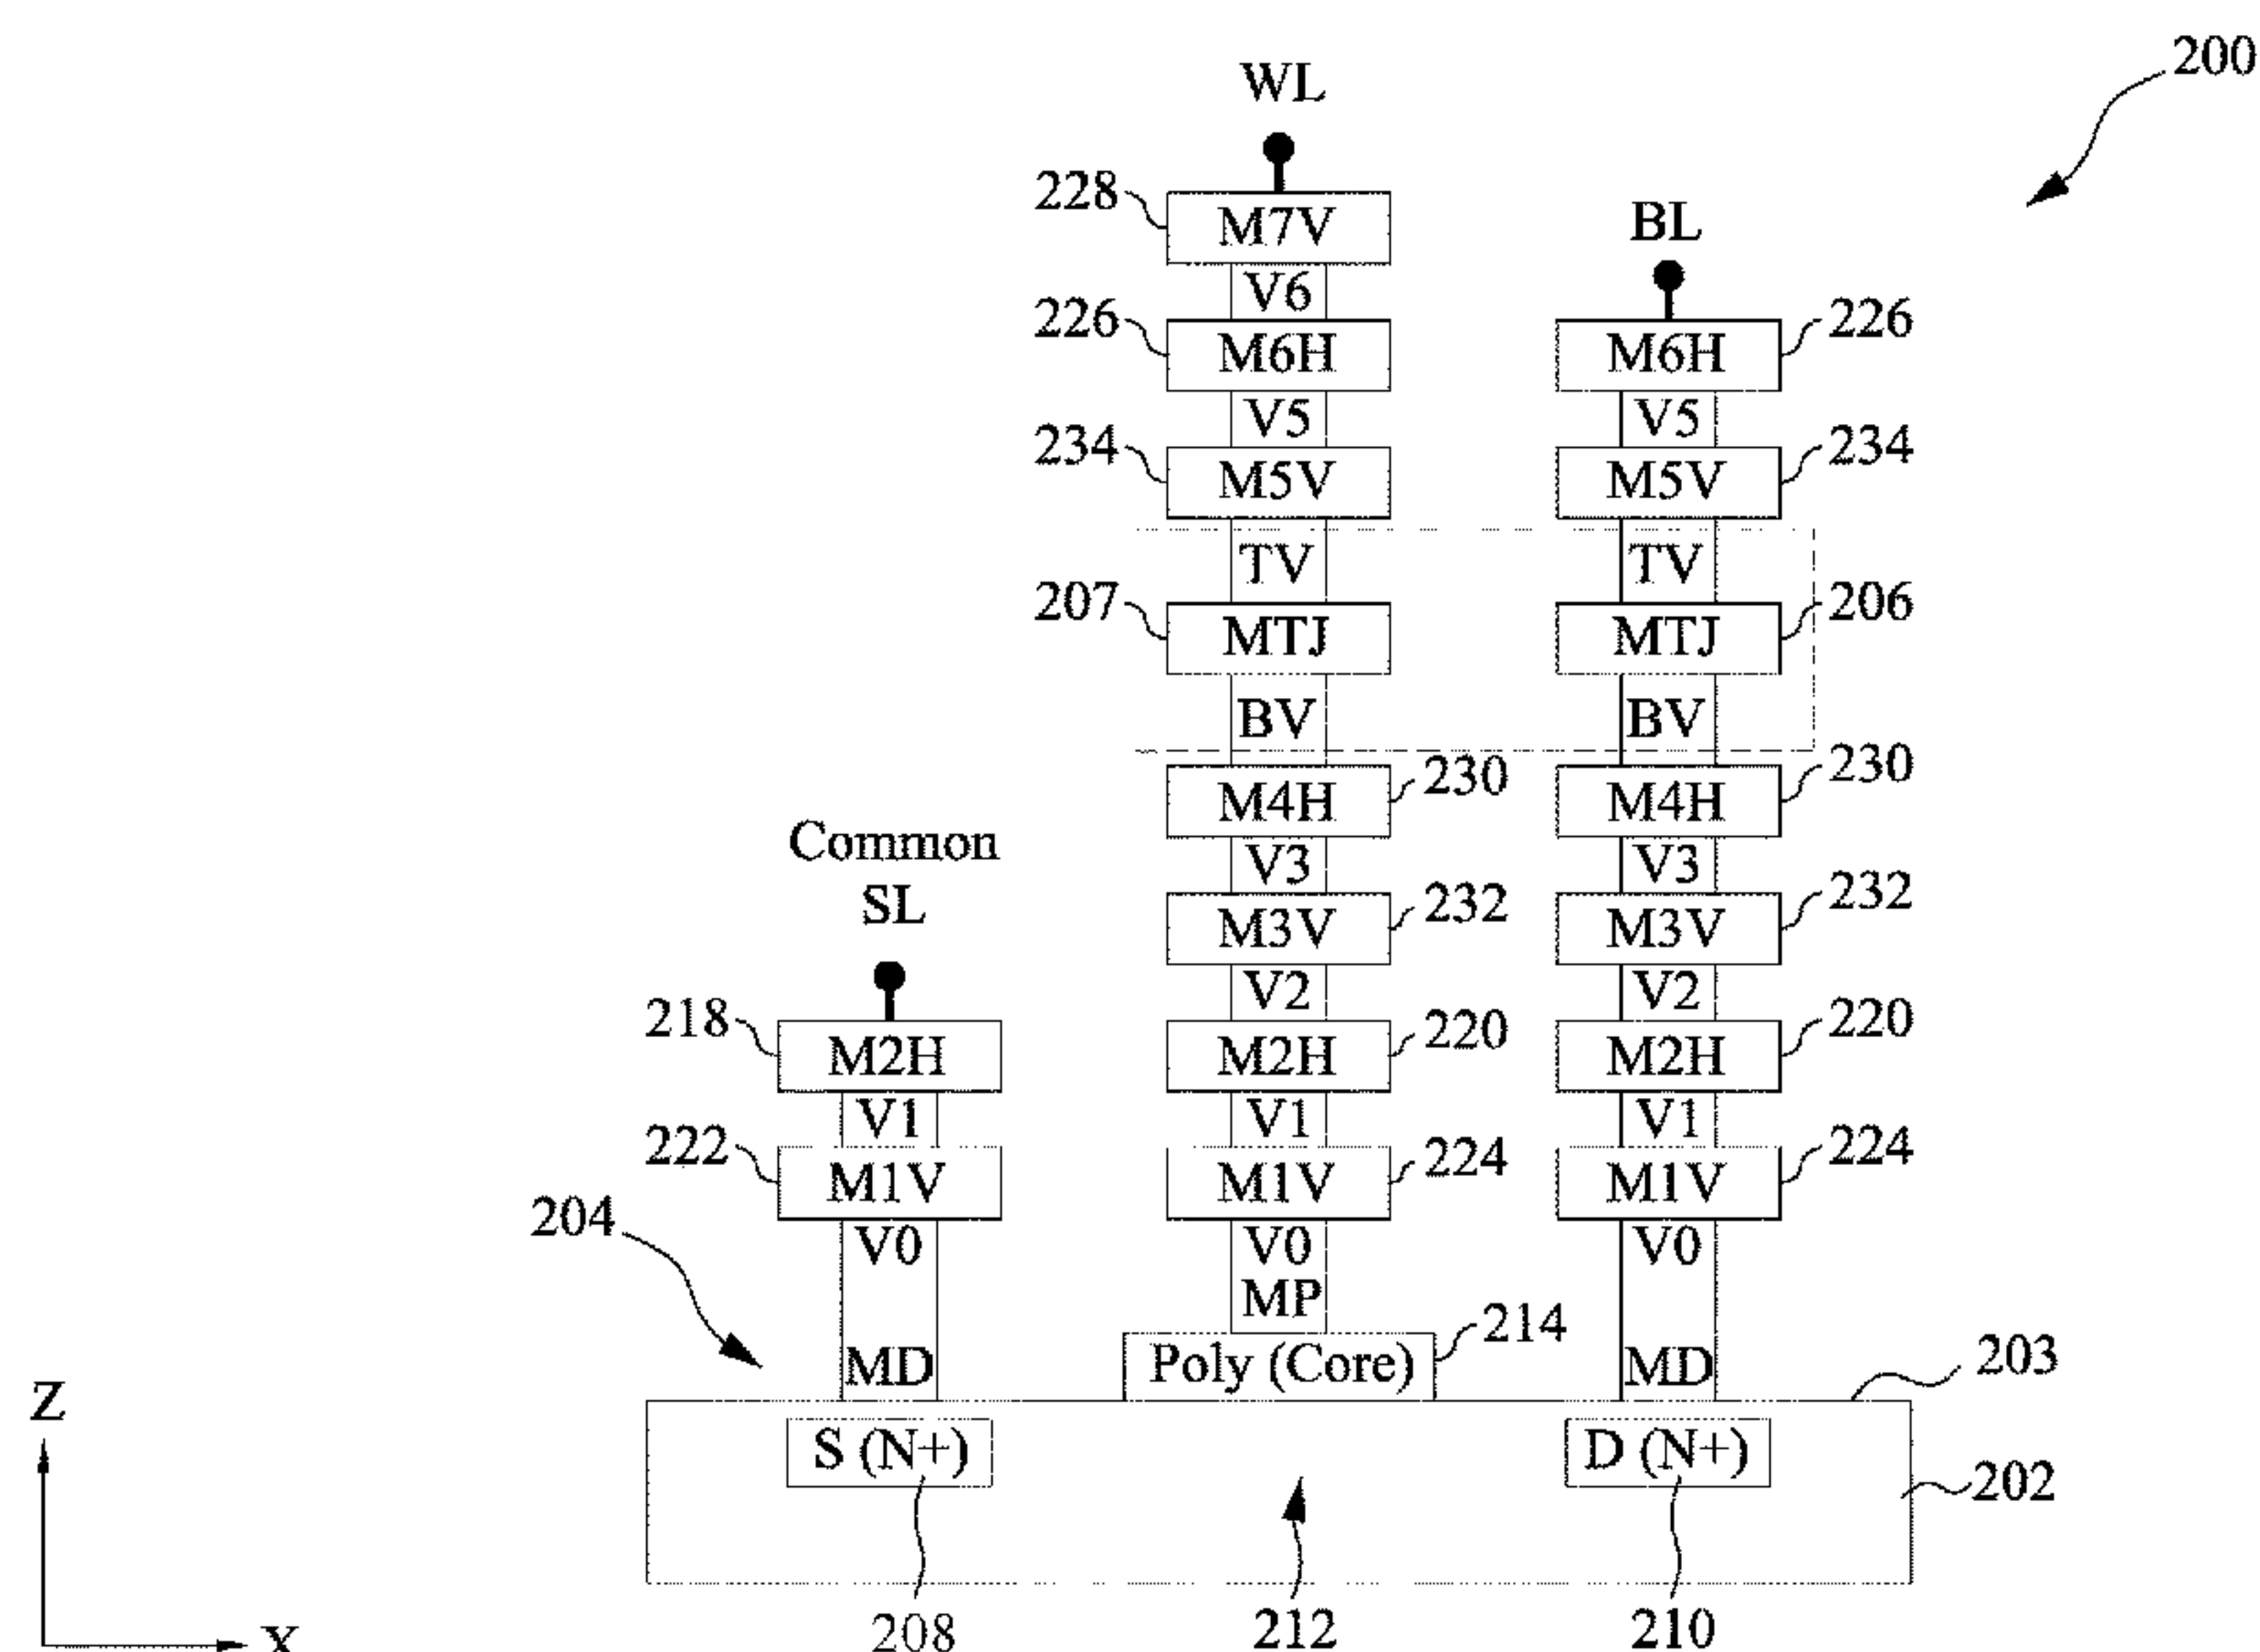 200
WL
228 M7V
BL
V6
226 M6H M6H 226
V5 V5
234 M5V M5V 234
TV TV
207 MTJ MTJ 206
BV BV
M4H 230 M4H 230
Common
V3 V3
SL
M3V 232 M3V 232
V2 V2
218 M2H M2H 220 M2H 220
V1 V1 V1
222 M1V M1V 224 M1V 224
204 V0 V0 V0
MP
MD Poly (Core) 214 MD 203
Z
S (N+) D (N+) 202
208 212 210
X